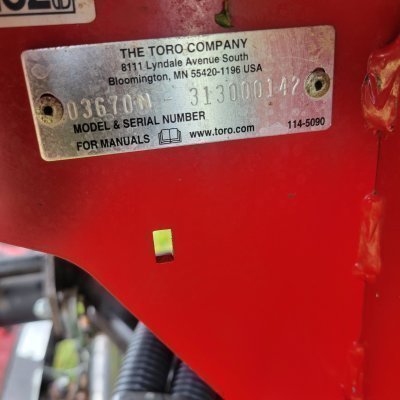 THE TORO COMPANY
8111 Lyndale Avenue South
Bloomington, MN 55420-1196 USA
03670N - 313000142
MODEL & SERIAL NUMBER
FOR MANUALS www.toro.com 114-5090